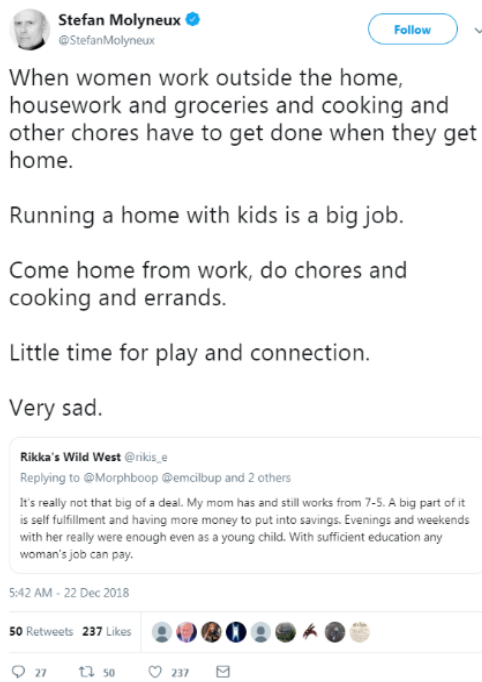 Stefan Molyneux
@StefanMolyneux
Follow
When women work outside the home,
housework and groceries and cooking and
other chores have to get done when they get
home.
Running a home with kids is a big job.
Come home from work, do chores and
cooking and errands.
Little time for play and connection.
Very sad.
Rikka's Wild West @rikis_e
Replying to @Morphboop @emcilbup and 2 others
It's really not that big of a deal. My mom has and still works from 7-5. A big part of it
is self fulfillment and having more money to put into savings. Evenings and weekends
with her really were enough even as a young child. With sufficient education any
woman's job can pay.
5:42 AM - 22 Dec 2018
50 Retweets 237 Likes
27 50 237